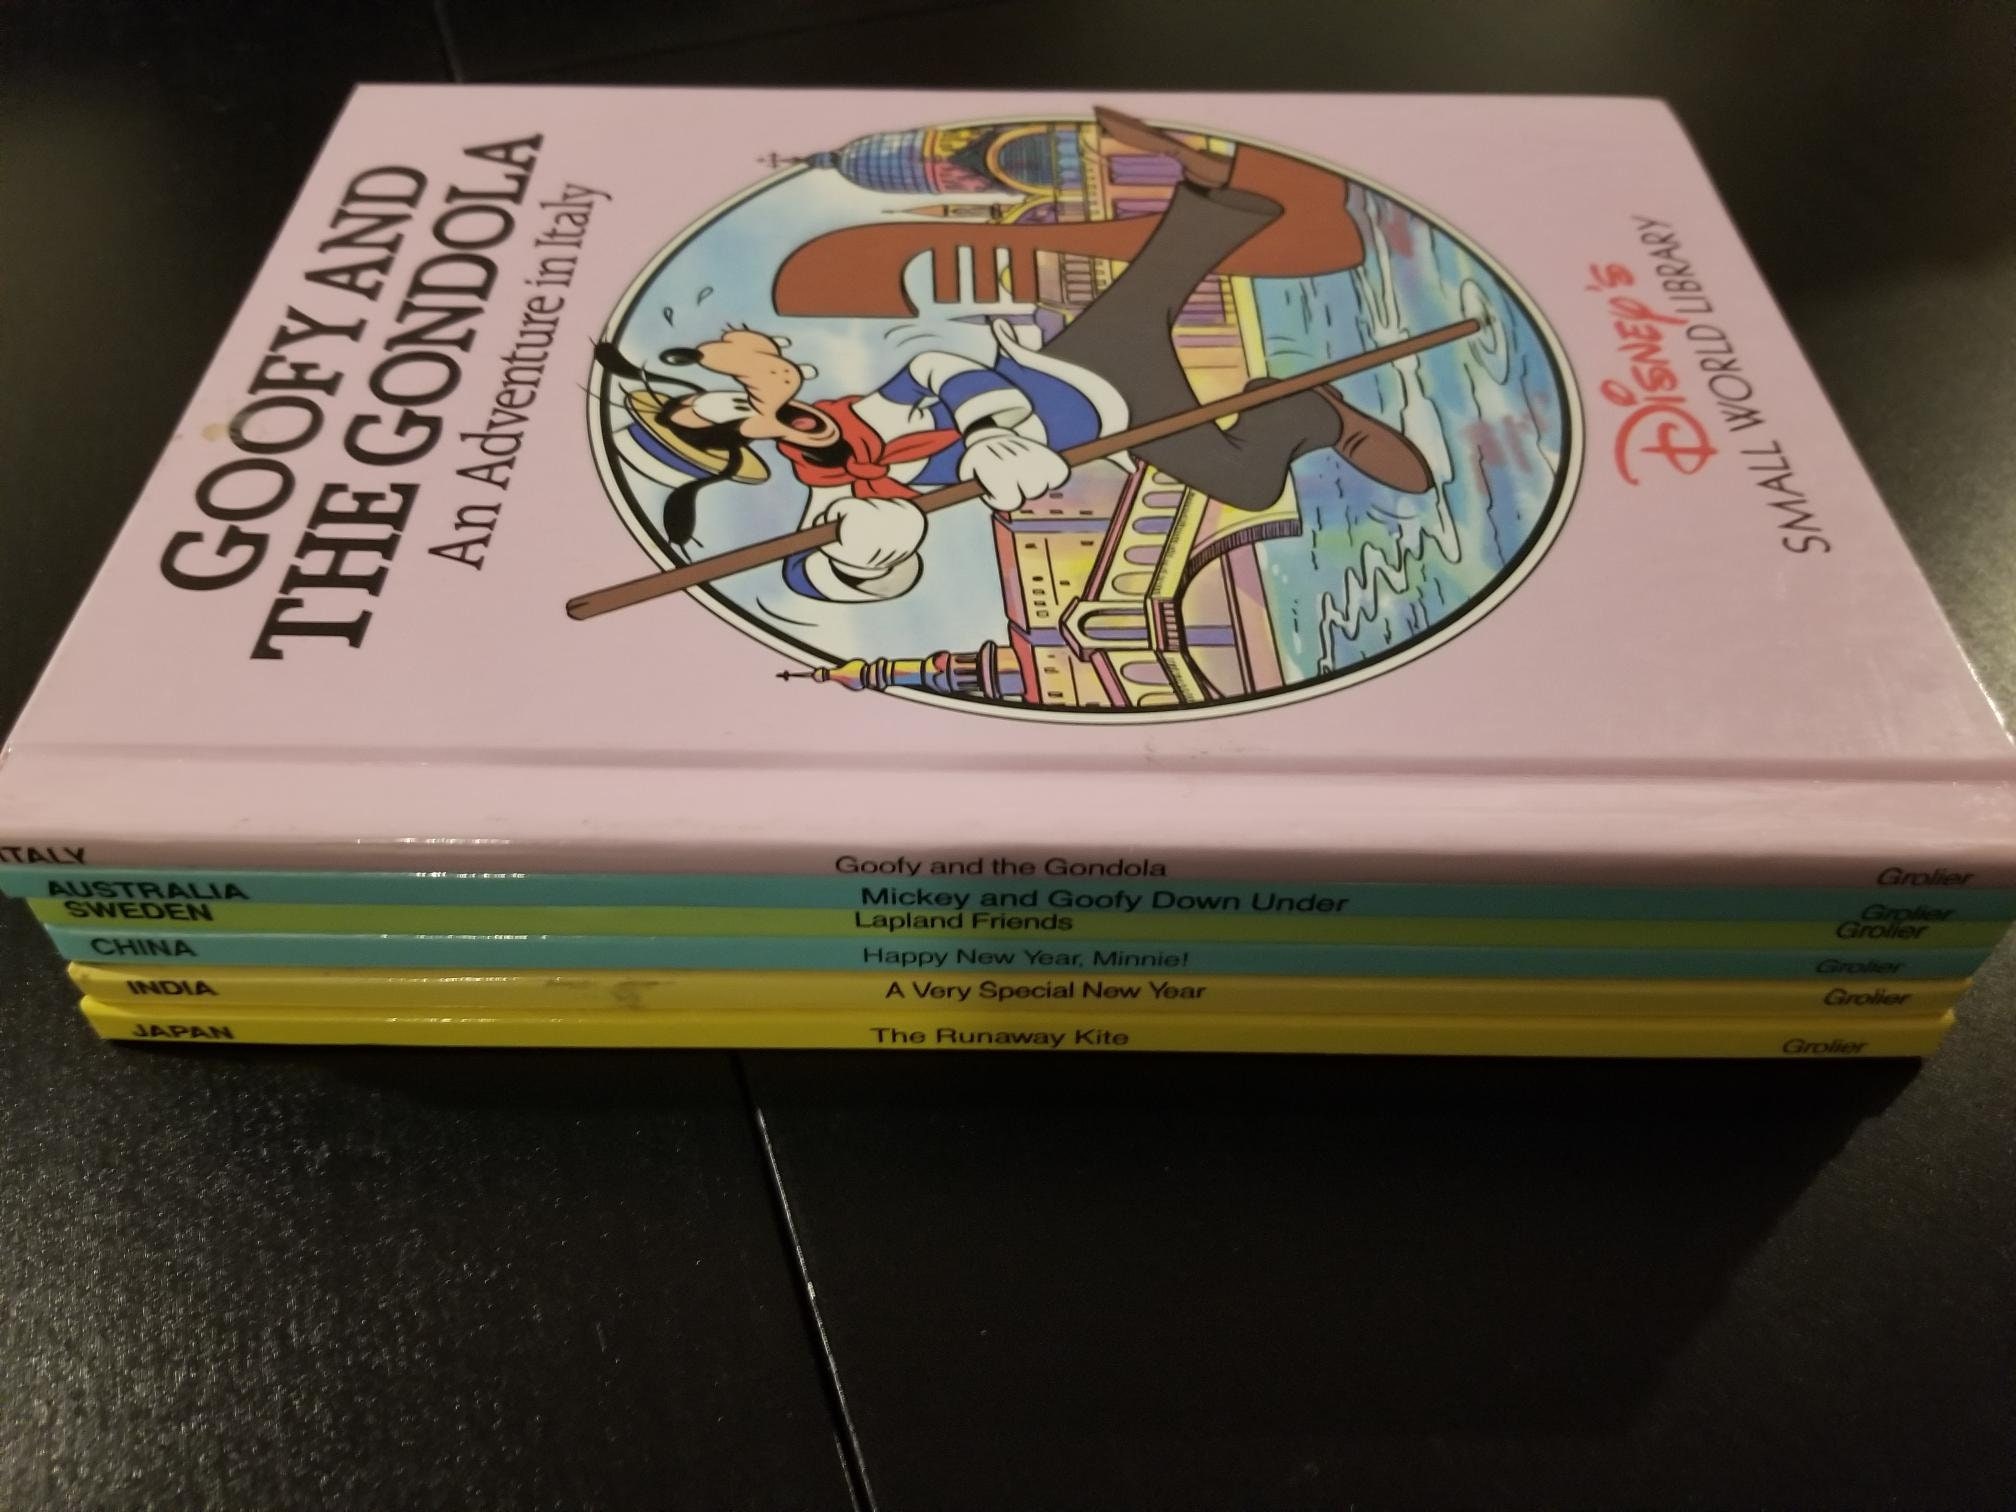 GOOFY AND
THE GONDOLA
An Adventure in Italy
DISNEY'S
SMALL WORLD LIBRARY
ITALY Goofy and the Gondola Grolier
AUSTRALIA Mickey and Goofy Down Under Grolier
SWEDEN Lapland Friends Grolier
CHINA Happy New Year, Minnie! Grolier
INDIA A Very Special New Year Grolier
JAPAN The Runaway Kite Grolier